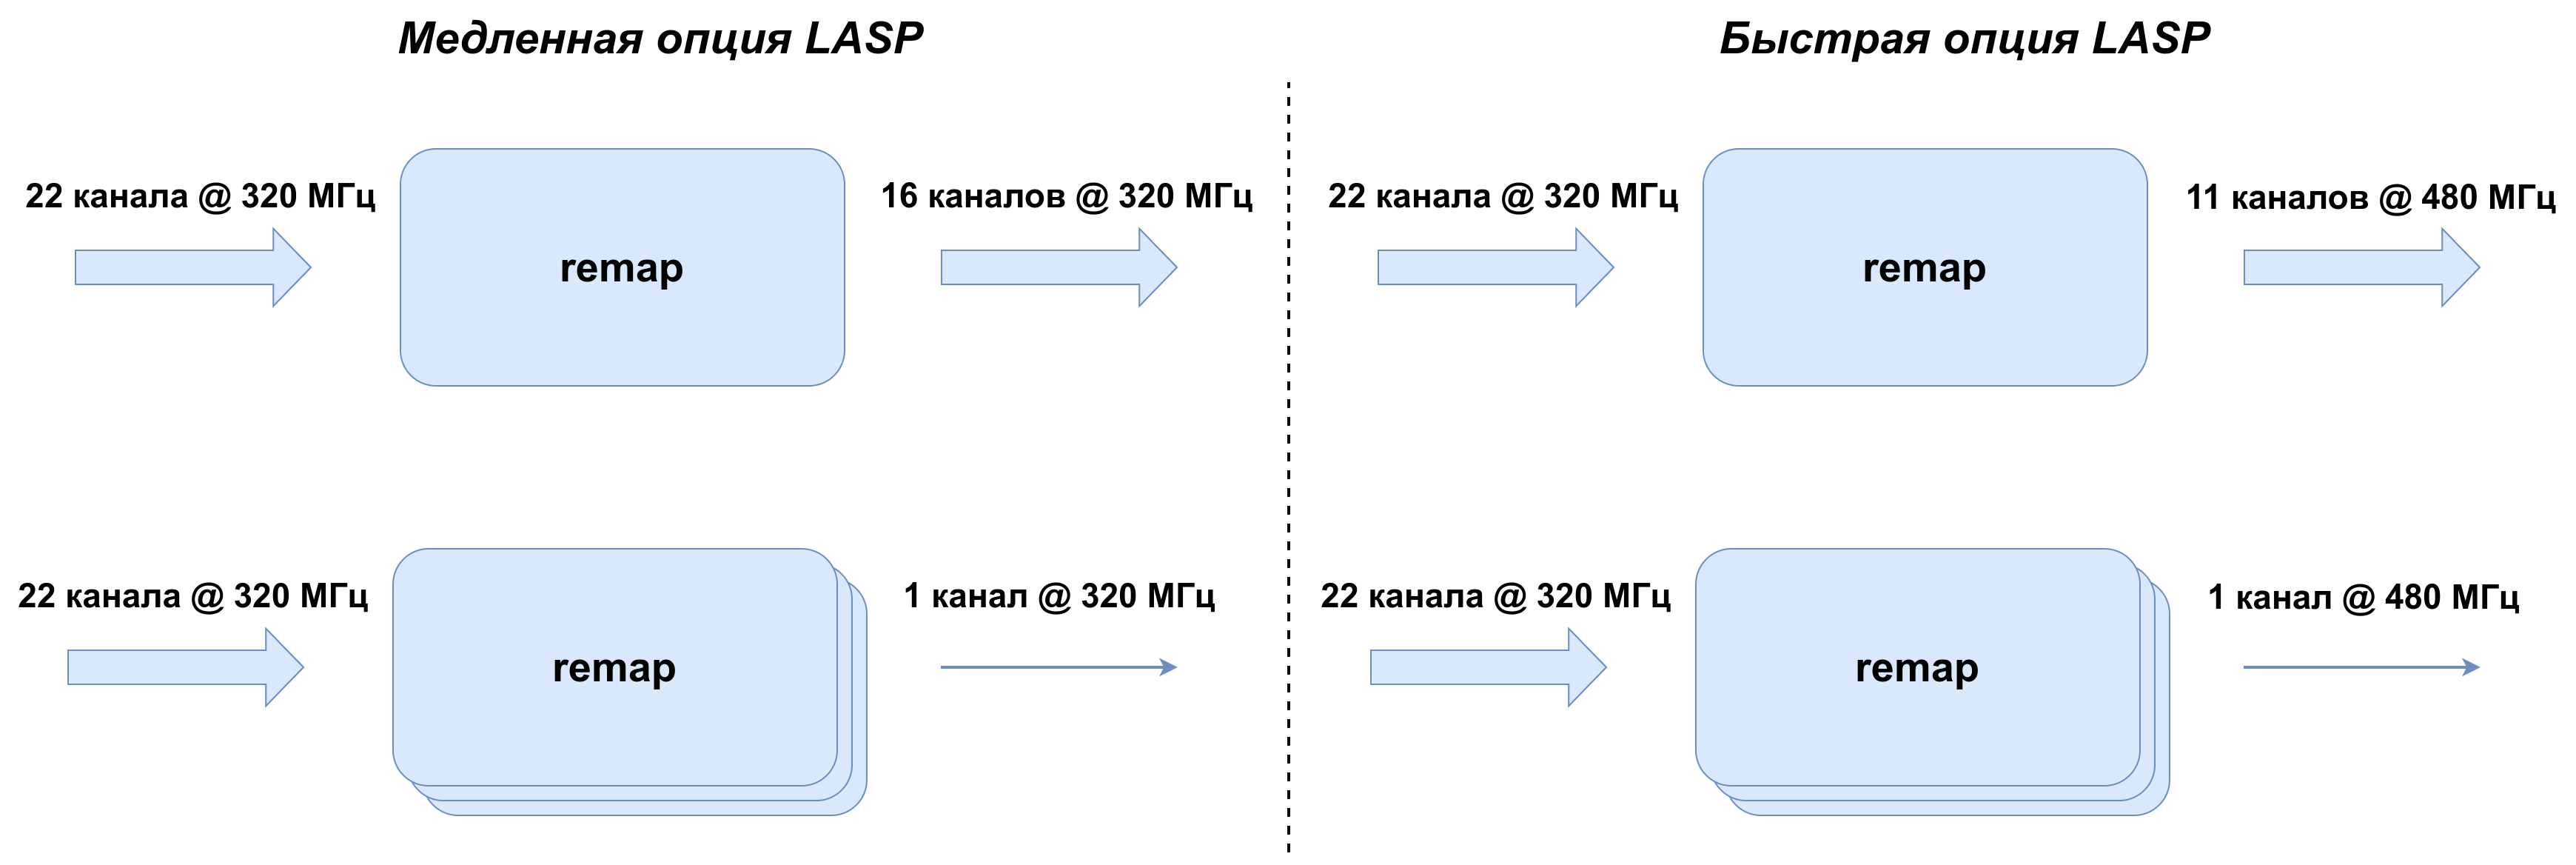 Медленная опция LASP
22 канала @ 320 МГц
remap
16 каналов @ 320 МГц
22 канала @ 320 МГц
remap
1 канал @ 320 МГц
Быстрая опция LASP
22 канала @ 320 МГц
remap
11 каналов @ 480 МГц
22 канала @ 320 МГц
remap
1 канал @ 480 МГц